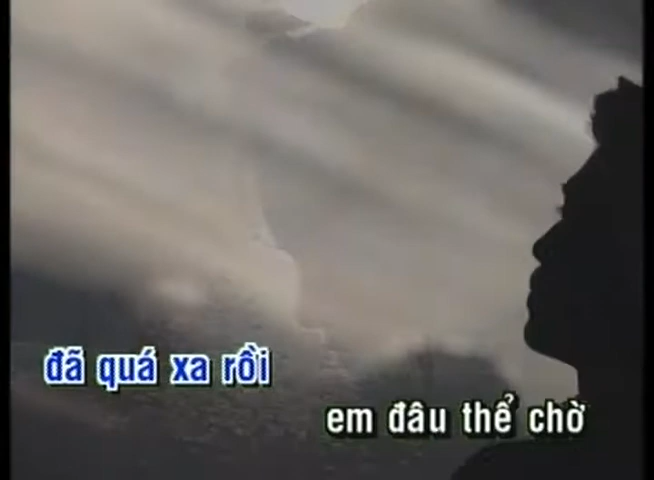 đã quá xa rồi
em đâu thể chờ